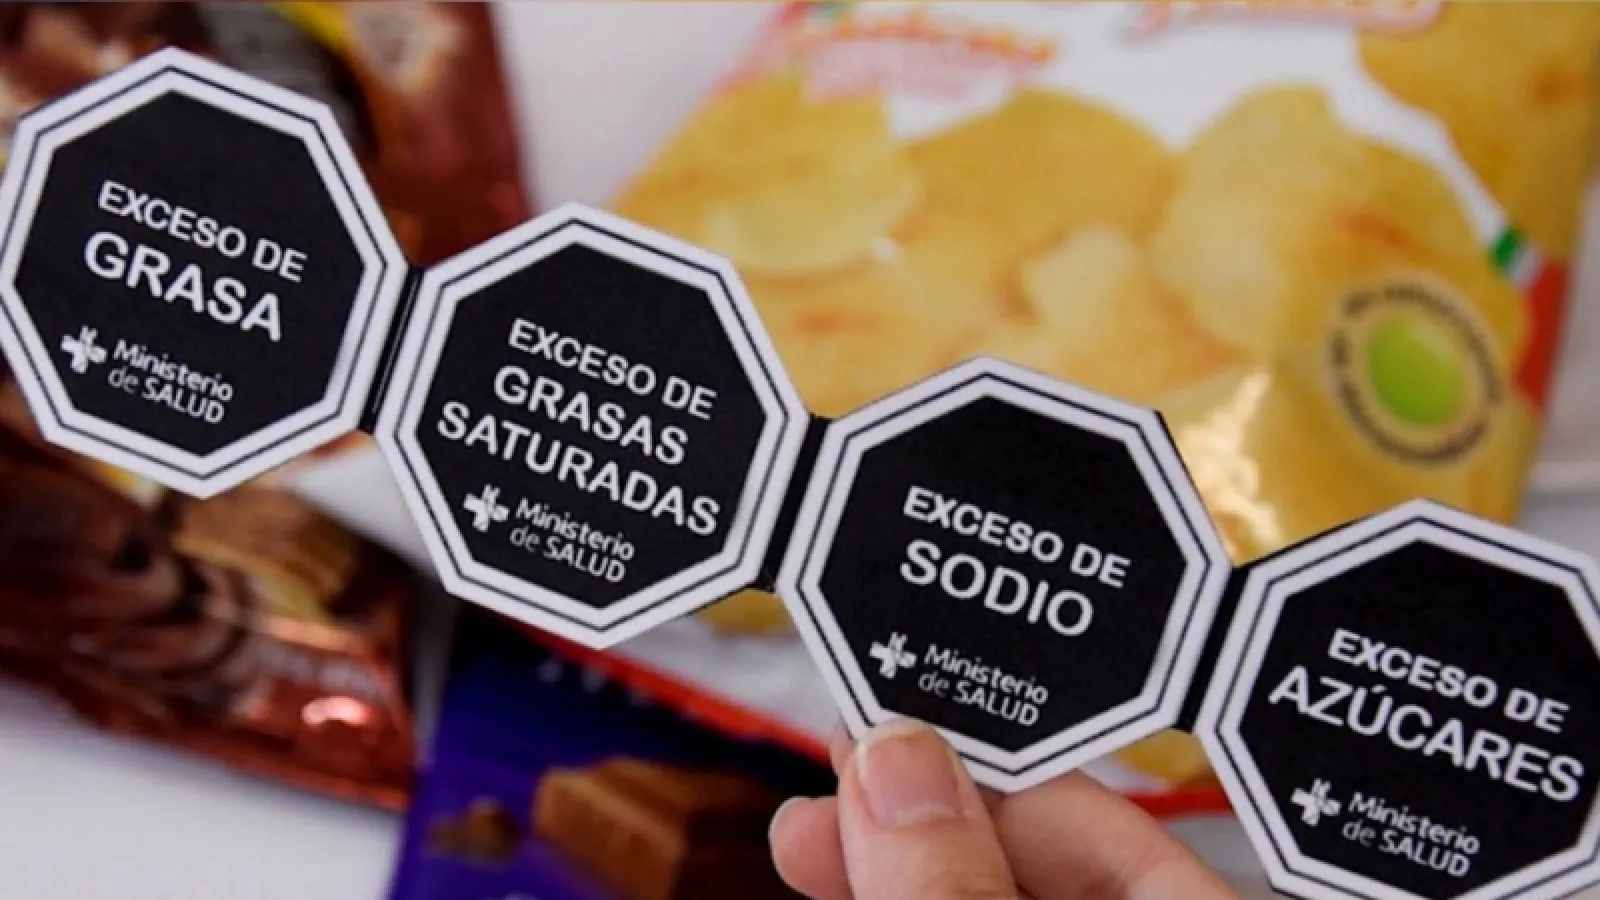 EXCESO DE
GRASA
Ministerio
de SALUD
EXCESO DE
GRASAS
SATURADAS
Ministerio
de SALUD
EXCESO DE
SODIO
Ministerio
de SALUD
EXCESO DE
AZÚCARES
Ministerio
de SALUD